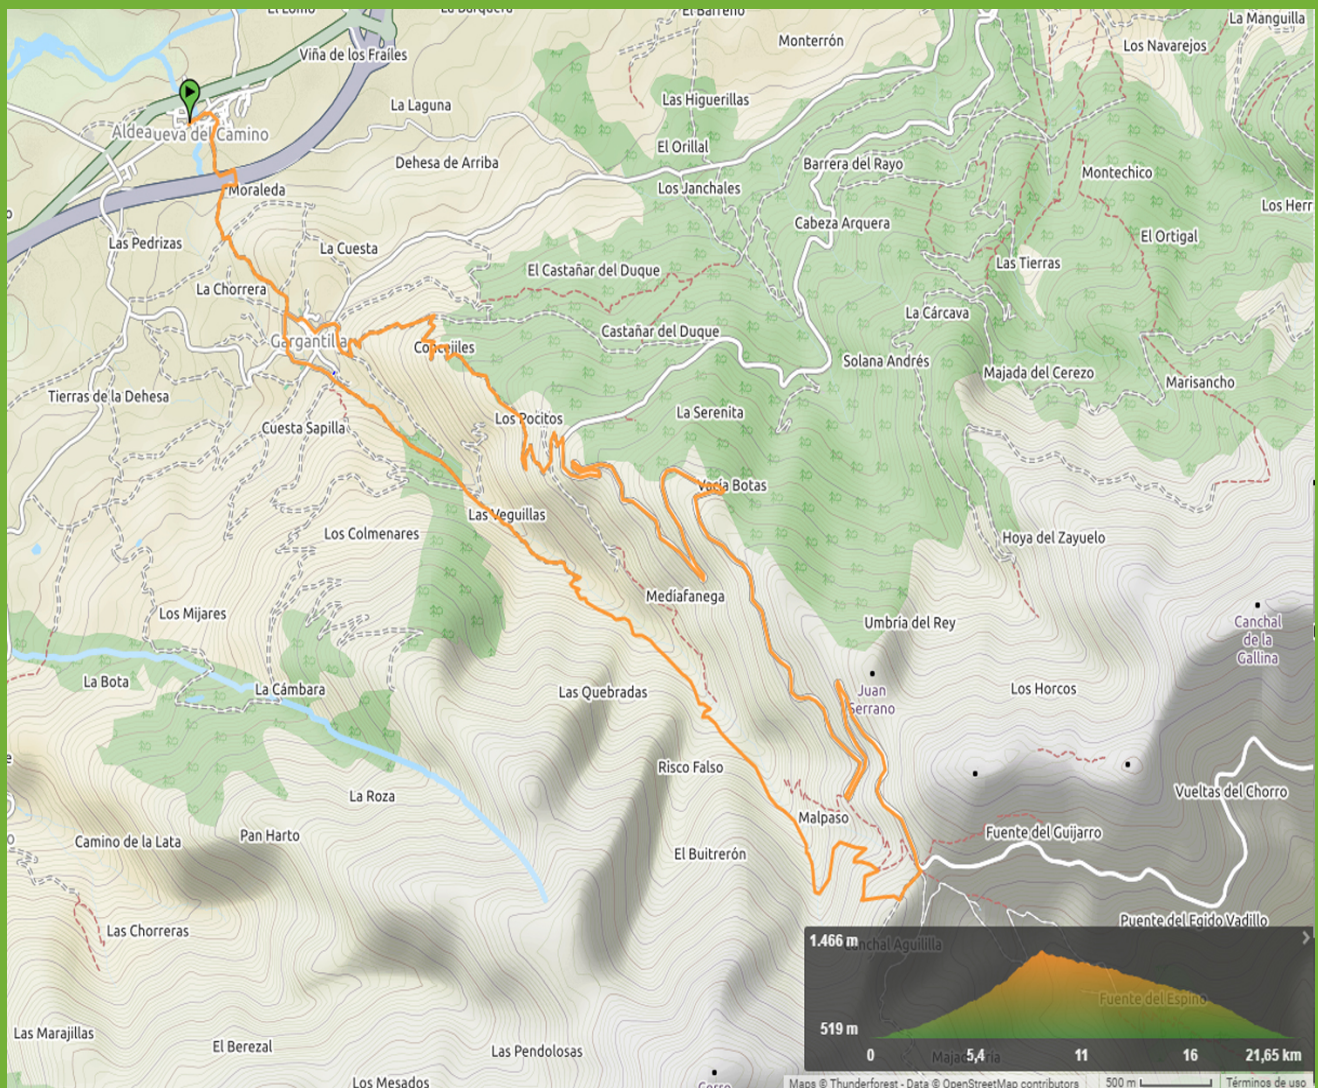 El Lomo
La Barquera
El Barreno
La Manguilla
Monterrón
Los Navarejos
Viña de los Frailes
Las Higuerillas
La Laguna
Aldea ueva del Camino
El Orillal
Dehesa de Arriba
Barrera del Rayo
Montechico
Moraleda
Los Janchales
Los Herr
Cabeza Arquera
El Ortigal
Las Pedrizas
La Cuesta
Las Tierras
El Castañar del Duque
La Chorrera
La Cárcava
Castañar del Duque
Gargantilla
Concejiles
Solana Andrés
Majada del Cerezo
Marisancho
Tierras de la Dehesa
La Serenita
Los Pocitos
Cuesta Sapilla
Vacía Botas
Las Veguillas
Los Colmenares
Hoya del Zayuelo
Mediafanega
Los Mijares
Umbría del Rey
Canchal
de la
Gallina
La Bota
La Cámbara
Las Quebradas
Juan
Serrano
Los Horcos
Risco Falso
La Roza
Vueltas del Chorro
Malpaso
Pan Harto
Camino de la Lata
Fuente del Guijarro
El Buitrerón
Las Chorreras
Puente del Egido Vadillo
1.466 m
Canchal Aguililla
Fuente del Espino
519 m
Las Marajillas
El Berezal
Las Pendolosas
0 5,4 11 16 21,65 km
Los Mesados
Maps © Thunderforest - Data © OpenStreetMap contributors
500 m
Términos de uso